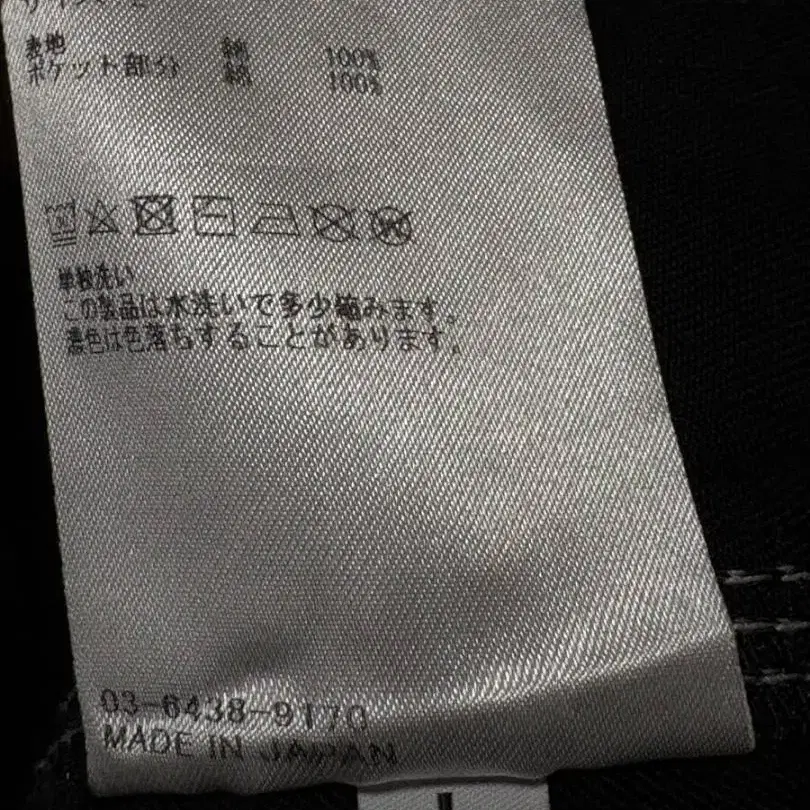 表地 綿 100%
ポケット部分 綿 100%
単独洗い
この製品は水洗いで多少縮みます。
濃色は色落ちすることがあります。
03-6438-9170
MADE IN JAPAN
L